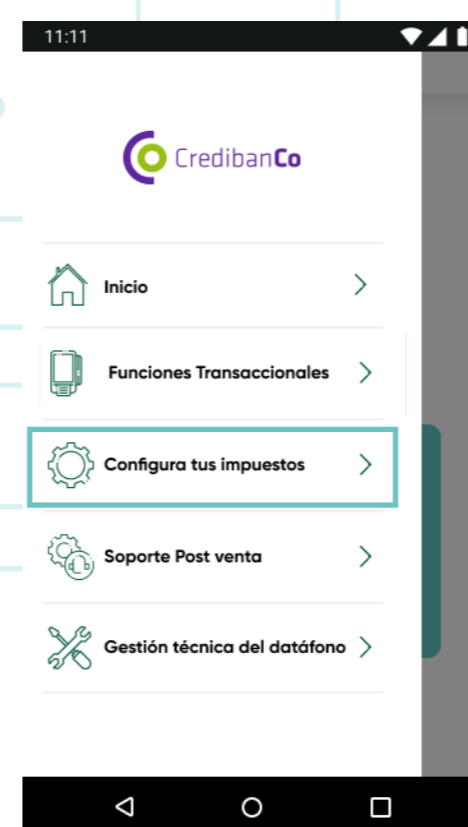 11:11
CredibanCo
Inicio
Funciones Transaccionales
Configura tus impuestos
Soporte Post venta
Gestión técnica del datáfono